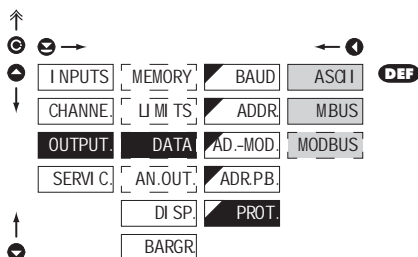 INPUTS MEMORY BAUD ASCII DEF
CHANNE. LIMITS ADDR. MBUS
OUTPUT. DATA AD.-MOD. MODBUS
SERVIC. AN.OUT. ADR.PB.
DISP. PROT.
BARGR.